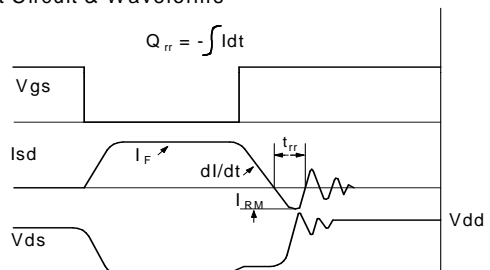 t Circuit & Waveforms
Q rr = - ∫ Idt
Vgs
Isd
I F
dI/dt
t rr
I RM
Vdd
Vds